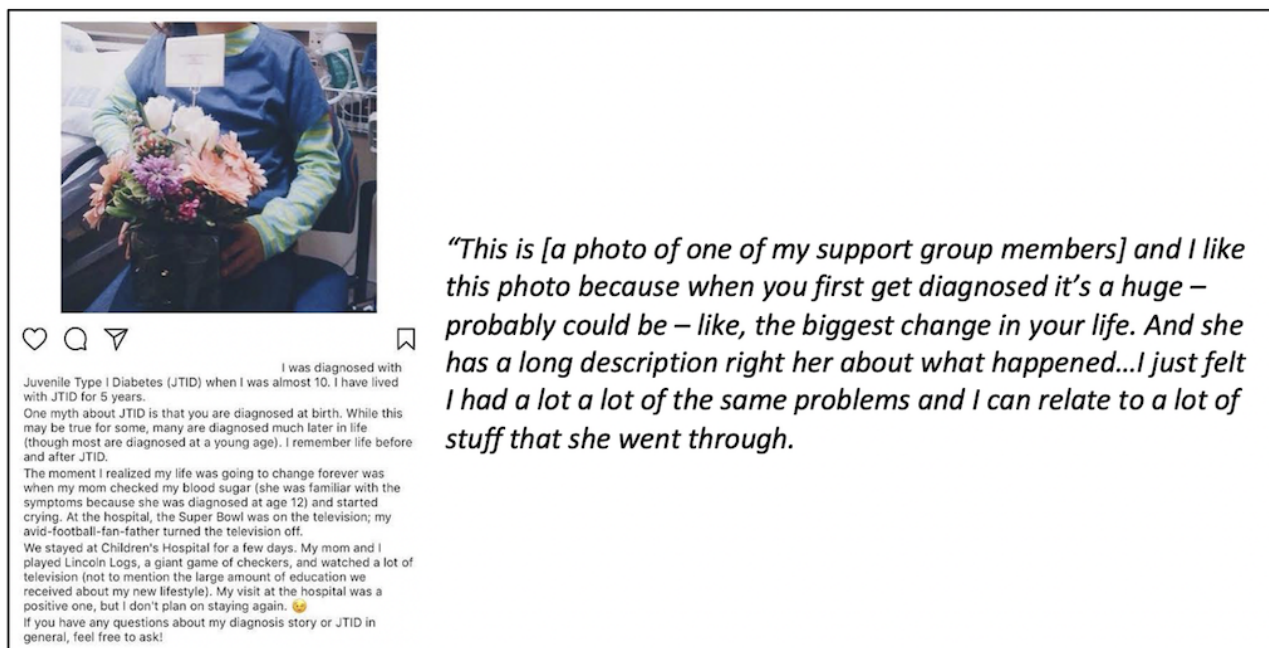 I was diagnosed with
Juvenile Type I Diabetes (JTID) when I was almost 10. I have lived
with JTID for 5 years.
One myth about JTID is that you are diagnosed at birth. While this
may be true for some, many are diagnosed much later in life
(though most are diagnosed at a young age). I remember life before
and after JTID.
The moment I realized my life was going to change forever was
when my mom checked my blood sugar (she was familiar with the
symptoms because she was diagnosed at age 12) and started
crying. At the hospital, the Super Bowl was on the television; my
avid-football-fan-father turned the television off.
We stayed at Children's Hospital for a few days. My mom and I
played Lincoln Logs, a giant game of checkers, and watched a lot of
television (not to mention the large amount of education we
received about my new lifestyle). My visit at the hospital was a
positive one, but I don't plan on staying again. 😉
If you have any questions about my diagnosis story or JTID in
general, feel free to ask!
“This is [a photo of one of my support group members] and I like
this photo because when you first get diagnosed it’s a huge –
probably could be – like, the biggest change in your life. And she
has a long description right her about what happened…I just felt
I had a lot a lot of the same problems and I can relate to a lot of
stuff that she went through.